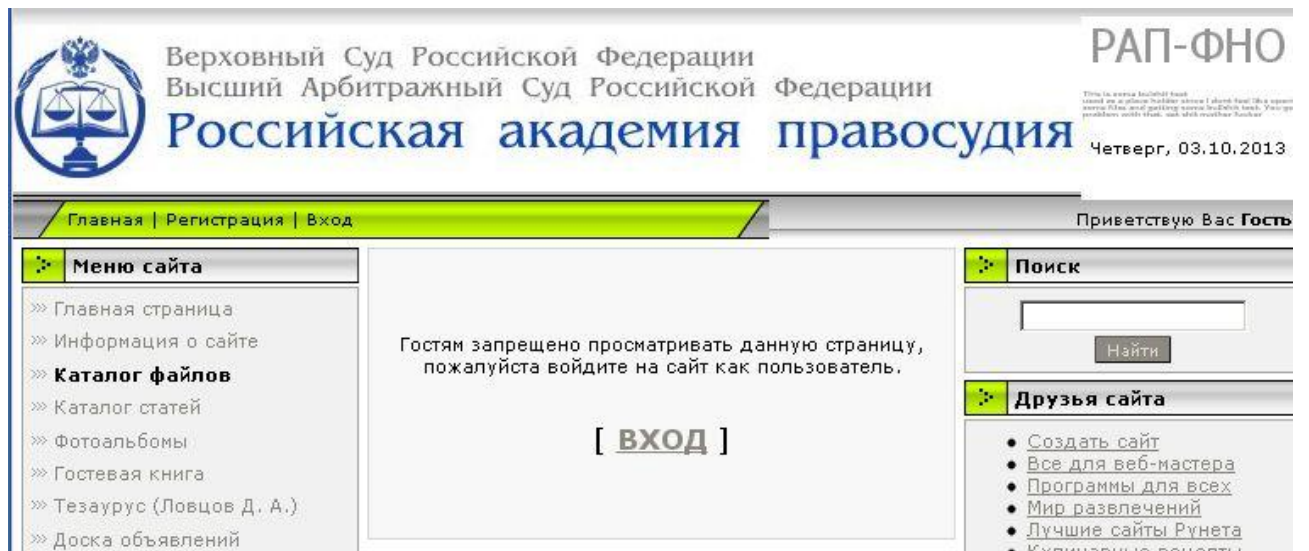 Верховный Суд Российской Федерации
Высший Арбитражный Суд Российской Федерации
Российская академия правосудия
РАП-ФНО
Четверг, 03.10.2013
Главная | Регистрация | Вход
Приветствую Вас Гость
Меню сайта
Главная страница
Информация о сайте
Каталог файлов
Каталог статей
Фотоальбомы
Гостевая книга
Тезаурус (Ловцов Д. А.)
Доска объявлений
Гостям запрещено просматривать данную страницу,
пожалуйста войдите на сайт как пользователь.
[ ВХОД ]
Поиск
Найти
Друзья сайта
Создать сайт
Все для веб-мастера
Программы для всех
Мир развлечений
Лучшие сайты Рунета
Кулинарные рецепты